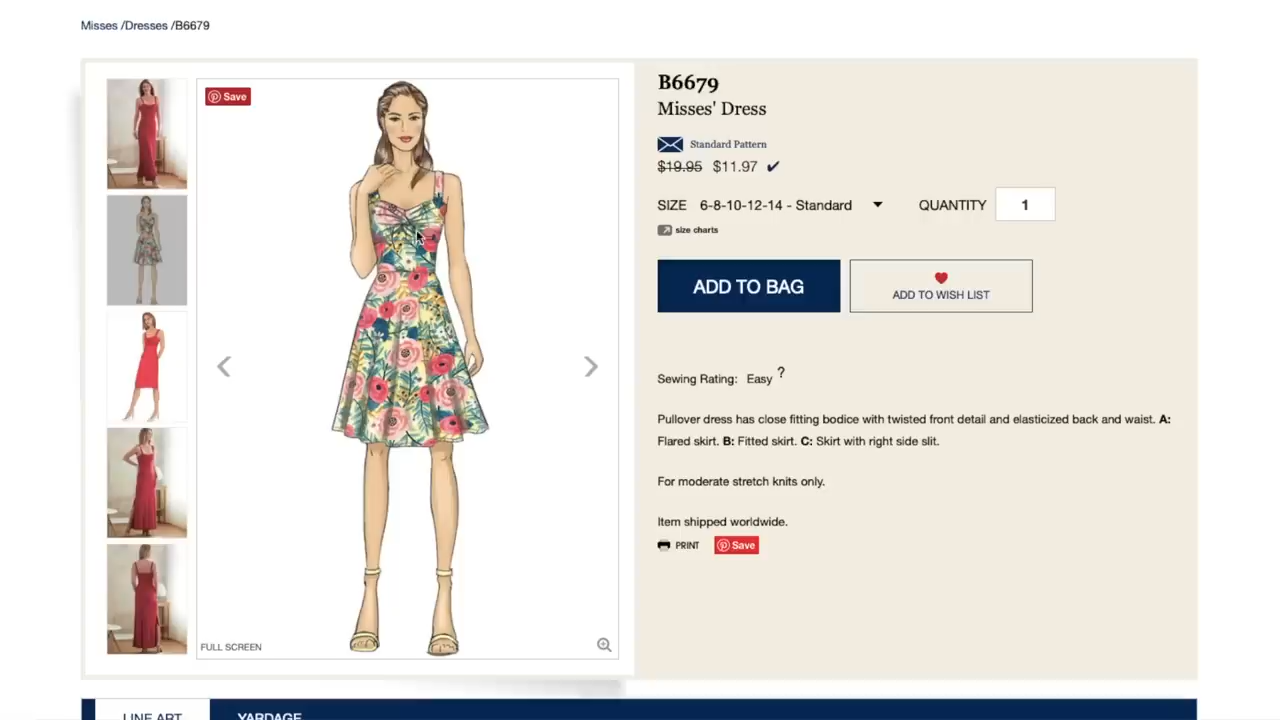 Misses /Dresses /B6679
Save
B6679
Misses' Dress
Standard Pattern
$19.95 $11.97
SIZE 6-8-10-12-14 - Standard QUANTITY 1
size charts
ADD TO BAG
ADD TO WISH LIST
Sewing Rating: Easy ?
Pullover dress has close fitting bodice with twisted front detail and elasticized back and waist. A:
Flared skirt. B: Fitted skirt. C: Skirt with right side slit.
For moderate stretch knits only.
Item shipped worldwide.
PRINT Save
FULL SCREEN
LINE ART YARDAGE